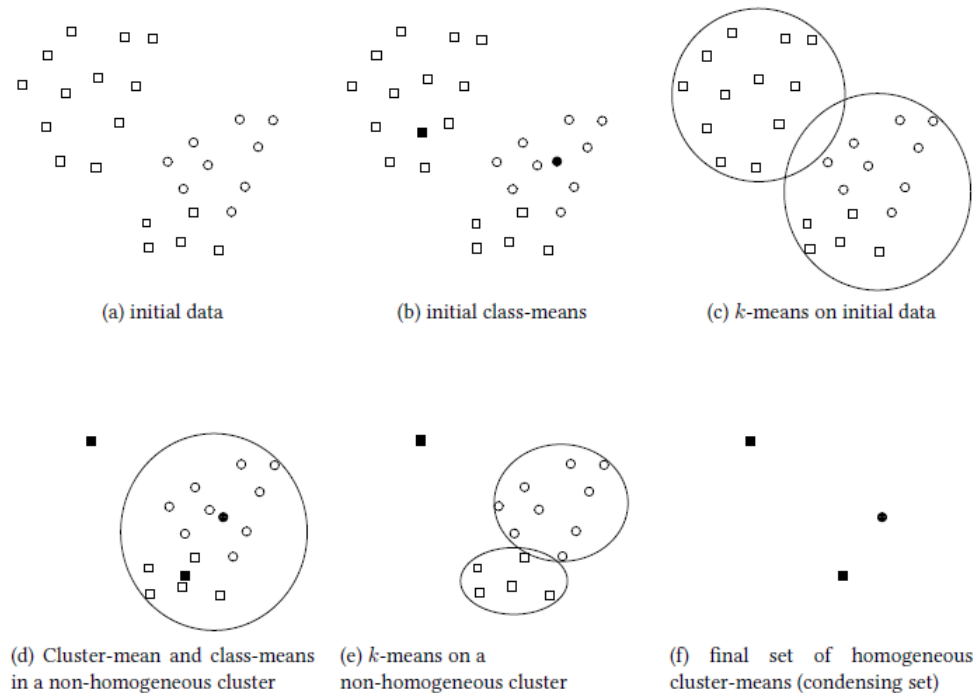 (a) initial data
(b) initial class-means
(c) k-means on initial data
(d) Cluster-mean and class-means
in a non-homogeneous cluster
(e) k-means on a
non-homogeneous cluster
(f) final set of homogeneous
cluster-means (condensing set)